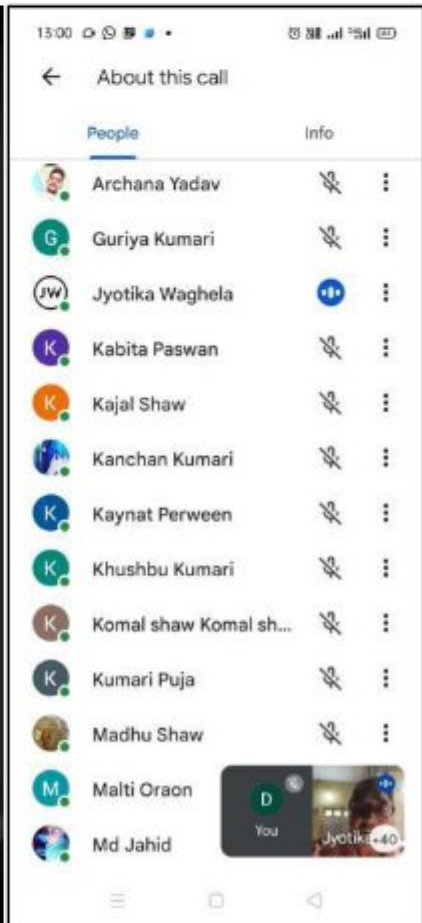 13:00
About this call
People Info
Archana Yadav
G Guriya Kumari
JW Jyotika Waghela
K Kabita Paswan
K Kajal Shaw
Kanchan Kumari
K Kaynat Perween
K Khushbu Kumari
K Komal shaw Komal sh...
K Kumari Puja
Madhu Shaw
M Malti Oraon
D
You Jyotika +40
Md Jahid